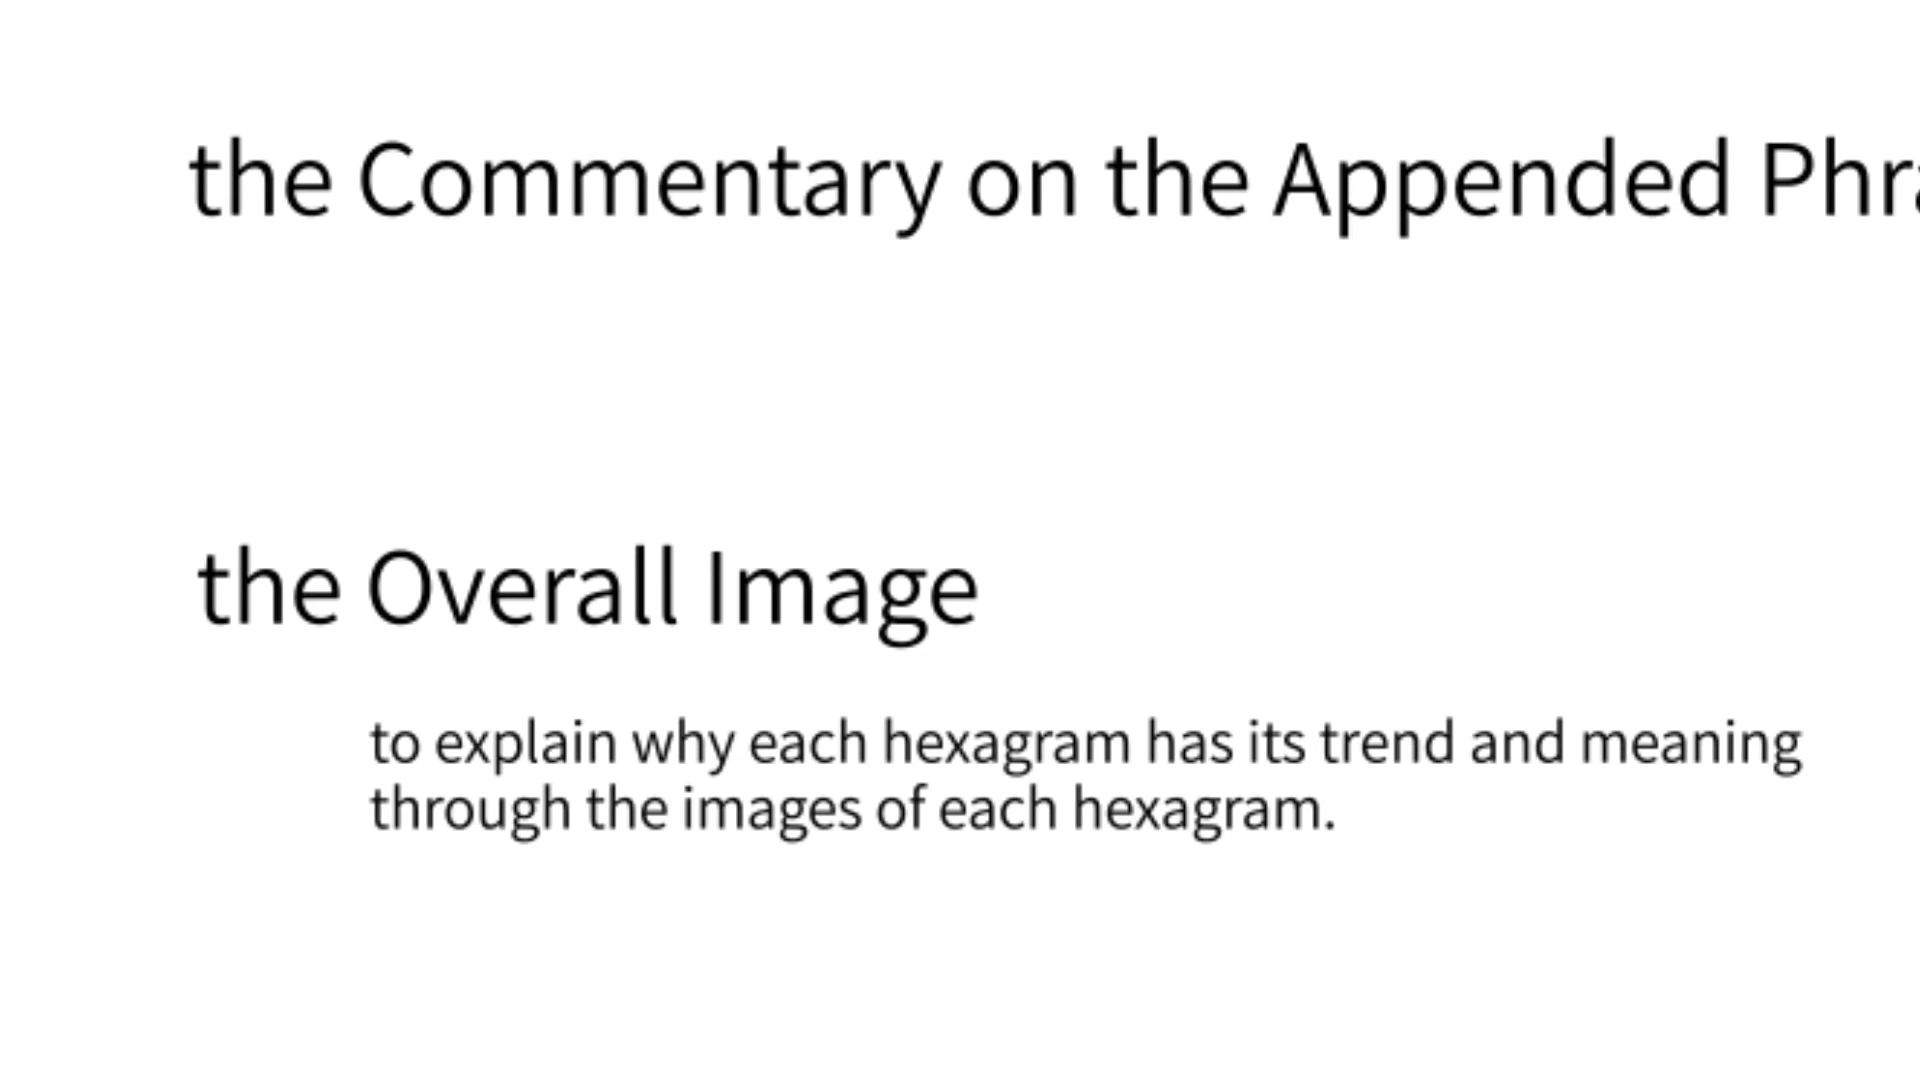 the Commentary on the Appended
the Overall Image
to explain why each hexagram has its trend and meaning
through the images of each hexagram.